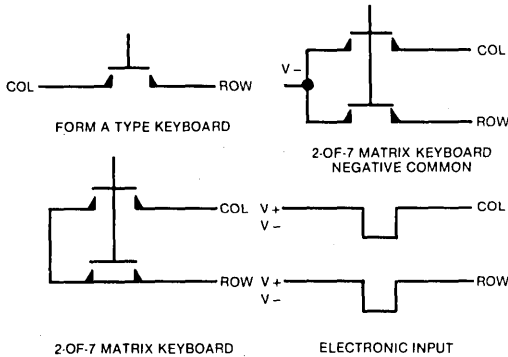 COL
ROW
FORM A TYPE KEYBOARD
V-
COL
ROW
2-OF-7 MATRIX KEYBOARD
NEGATIVE COMMON
COL
ROW
2-OF-7 MATRIX KEYBOARD
V+
V-
COL
V+
V-
ROW
ELECTRONIC INPUT